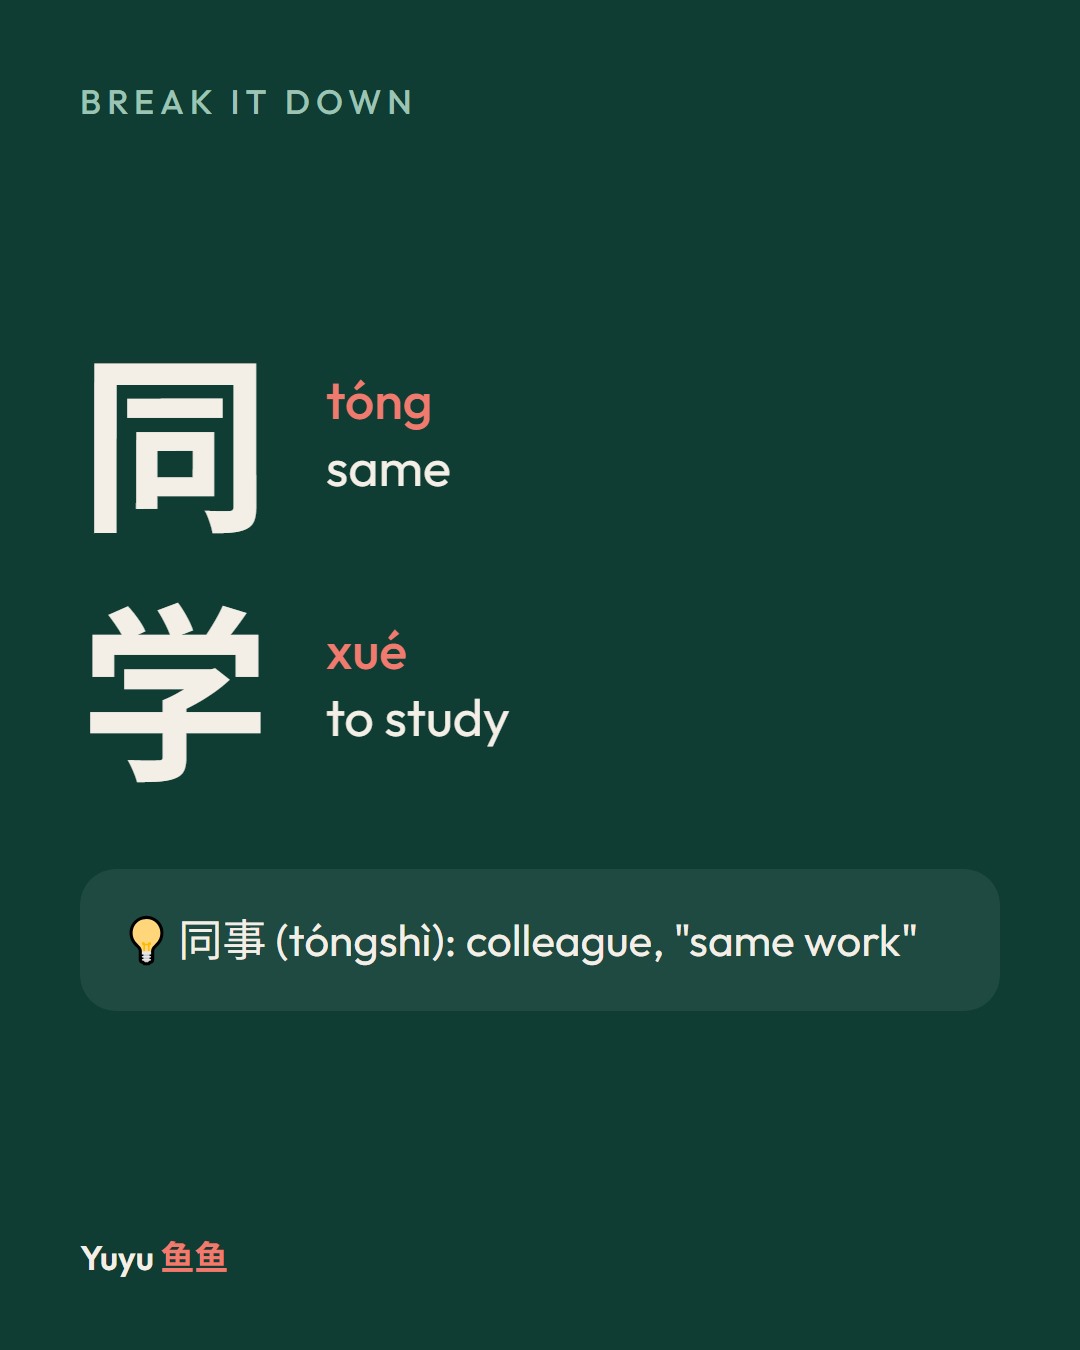 BREAK IT DOWN
同
tóng
same
学
xué
to study
💡 同事 (tóngshì): colleague, "same work"
Yuyu 鱼鱼